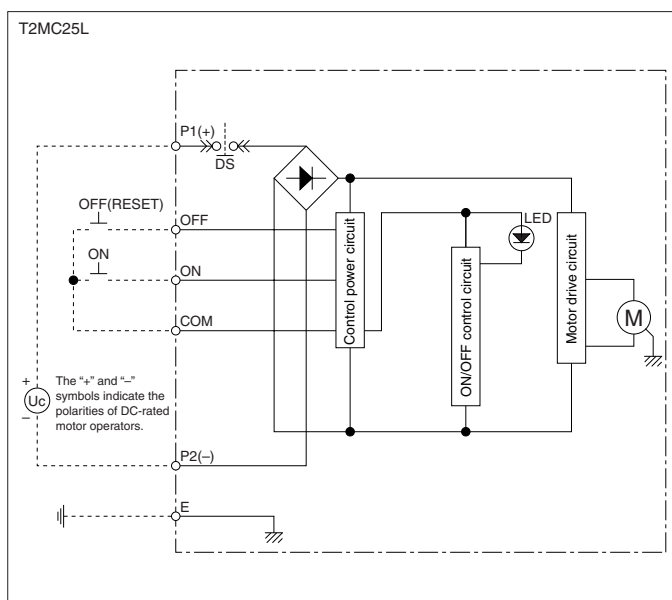 T2MC25L
P1(+)
DS
OFF(RESET)
OFF
LED
ON
ON
COM
Control power circuit
ON/OFF control circuit
Motor drive circuit
M
+
Uc
–
The “+” and “–”
symbols indicate the
polarities of DC-rated
motor operators.
P2(–)
E